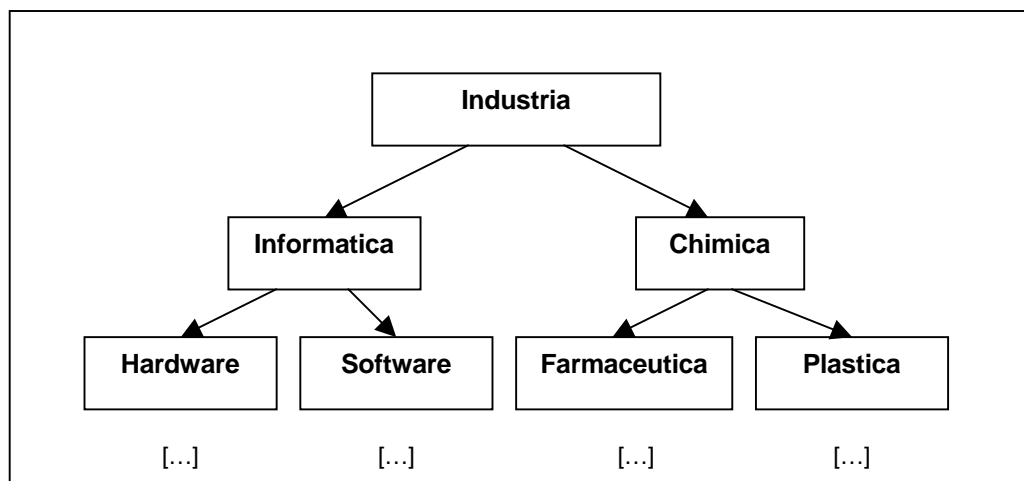 Industria
Informatica
Chimica
Hardware
Software
Farmaceutica
Plastica
[…]
[…]
[…]
[…]